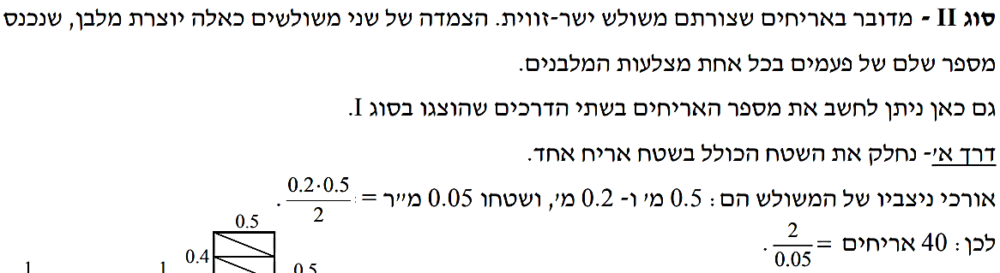 סוג II - מדובר באריחים שצורתם משולש ישר-זווית. הצמדה של שני משולשים כאלה יוצרת מלבן, שנכנס
מספר שלם של פעמים בכל אחת מצלעות המלבנים.
גם כאן ניתן לחשב את מספר האריחים בשתי הדרכים שהוצגו בסוג I.
דרך א'- נחלק את השטח הכולל בשטח אריח אחד.
אורכי ניצביו של המשולש הם: 0.5 מ' ו- 0.2 מ', ושטחו 0.05 מ"ר = \frac{0.2 \cdot 0.5}{2}.
לכן: 40 אריחים = \frac{2}{0.05}.
0.5
0.4
0.5
1
1